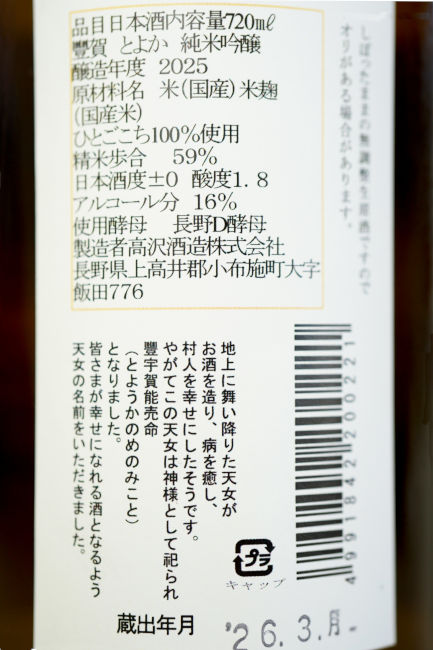 品目日本酒内容量720㎖
豐賀 とよか 純米吟醸
醸造年度 2025
原材料名 米(国産)米麹
(国産米)
ひとごこち100%使用
精米歩合 59%
日本酒度±0 酸度1.8
アルコール分 16%
使用酵母 長野D酵母
製造者高沢酒造株式会社
長野県上高井郡小布施町大字
飯田776
しぼったままの無調整生原酒ですので
オリがある場合があります。
地上に舞い降りた天女が
お酒を造り、病を癒し、
村人を幸せにしたそうです。
やがてこの天女は神様として祀られ
豐宇賀能売命
(とようかのめのみこと)
となりました。
皆さまが幸せになれる酒となるよう
天女の名前をいただきました。
4991842200221
プラ
キャップ
蔵出年月 '26.3.月